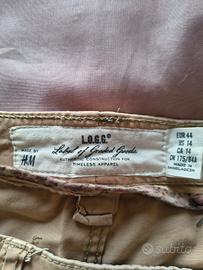 MADE BY
H&M
L.O.G.G.®
Label of Graded Goods.
AUTHENTIC CONSTRUCTION FOR
TIMELESS APPAREL
EUR 44
US 14
CA 14
CN 175/84A
MADE IN
BANGLADESH
subito